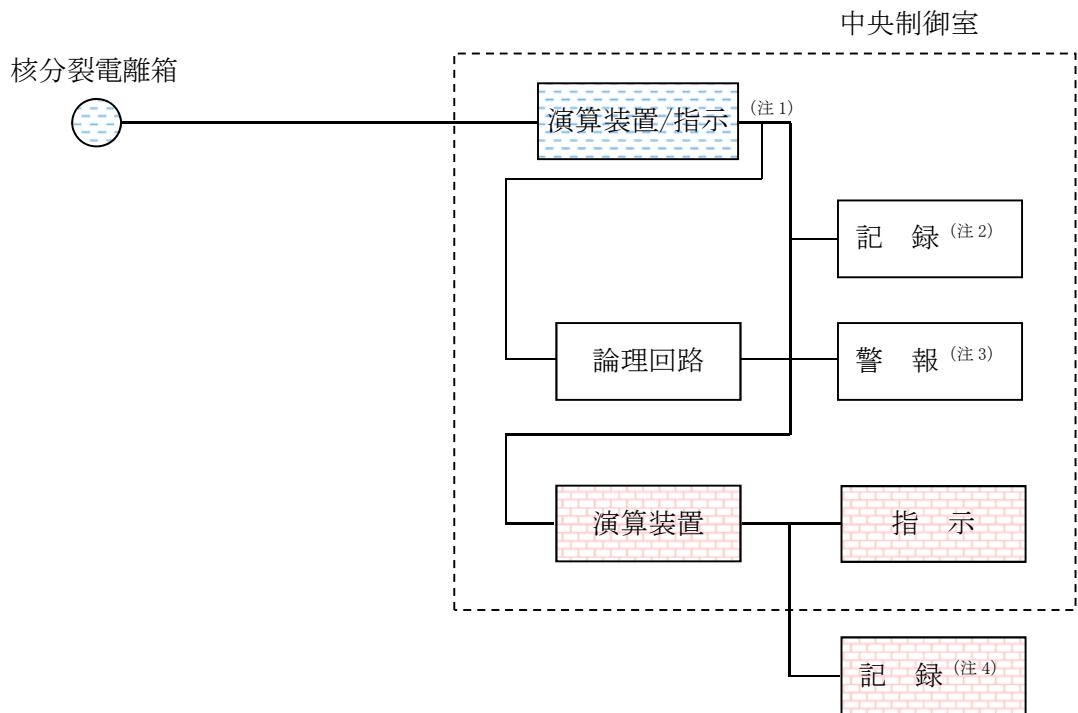 中央制御室
核分裂電離箱
演算装置/指示 (注1)
記 録 (注2)
論理回路
警 報 (注3)
演算装置
指 示
記 録 (注4)